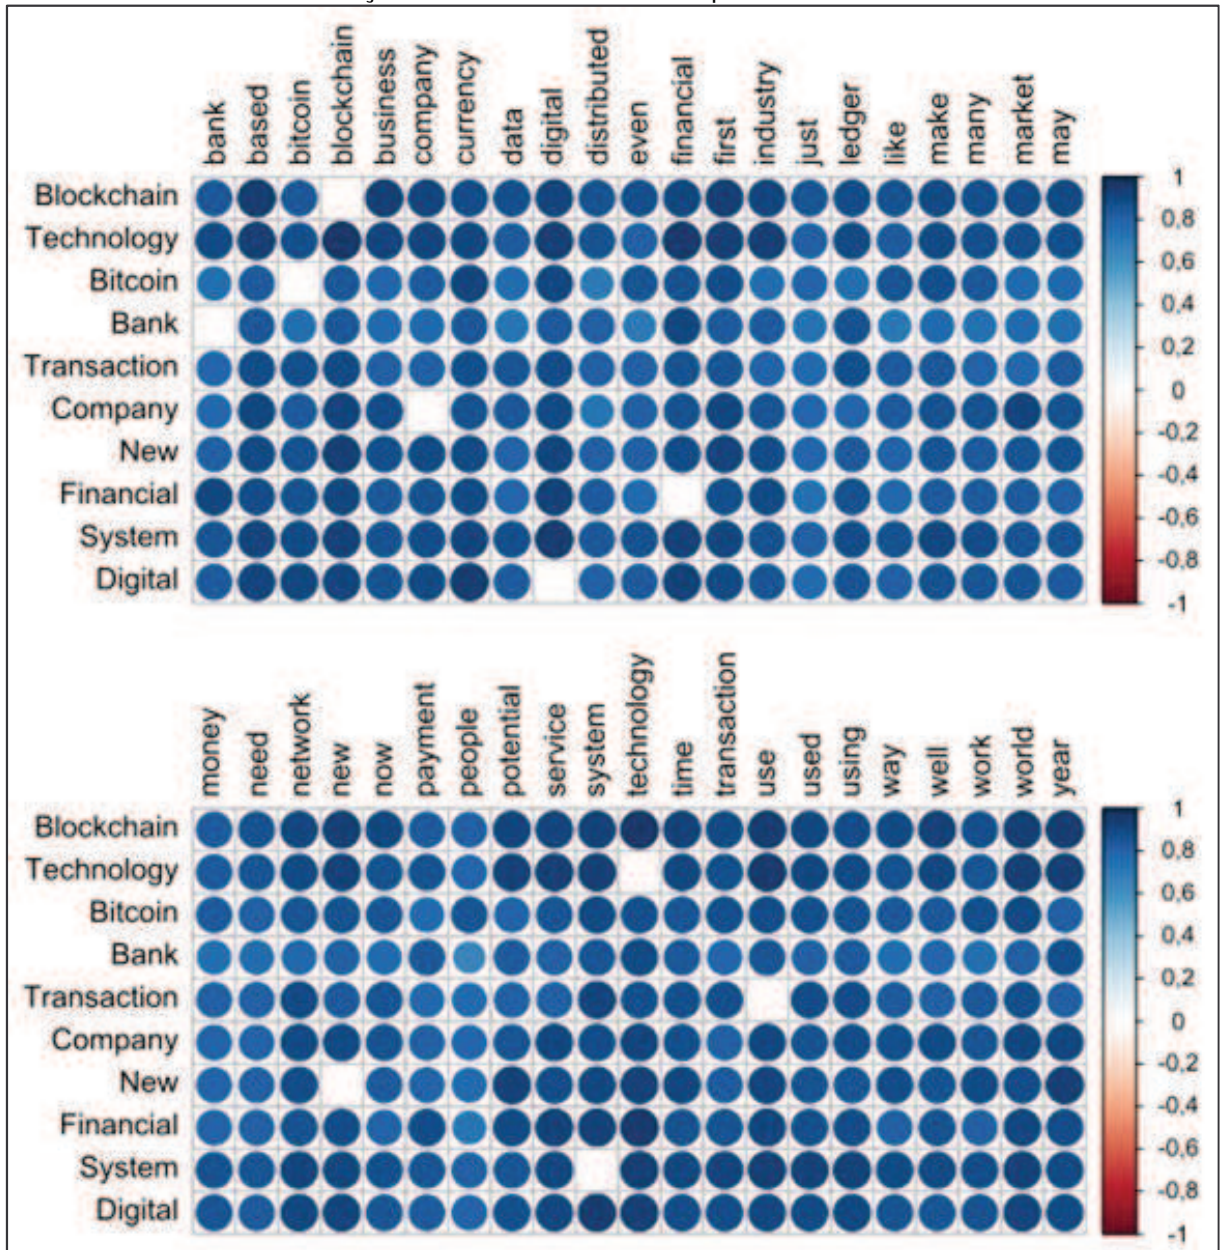 bank based bitcoin blockchain business company currency data digital distributed even financial first industry just ledger like make many market may
Blockchain
Technology
Bitcoin
Bank
Transaction
Company
New
Financial
System
Digital
1
0,8
0,6
0,4
0,2
0
-0.2
-0.4
-0.6
-0.8
-1
money need network new now payment people potential service system technology time transaction use used using way well work world year
Blockchain
Technology
Bitcoin
Bank
Transaction
Company
New
Financial
System
Digital
1
0,8
0,6
0,4
0,2
0
-0.2
-0.4
-0.6
-0.8
-1